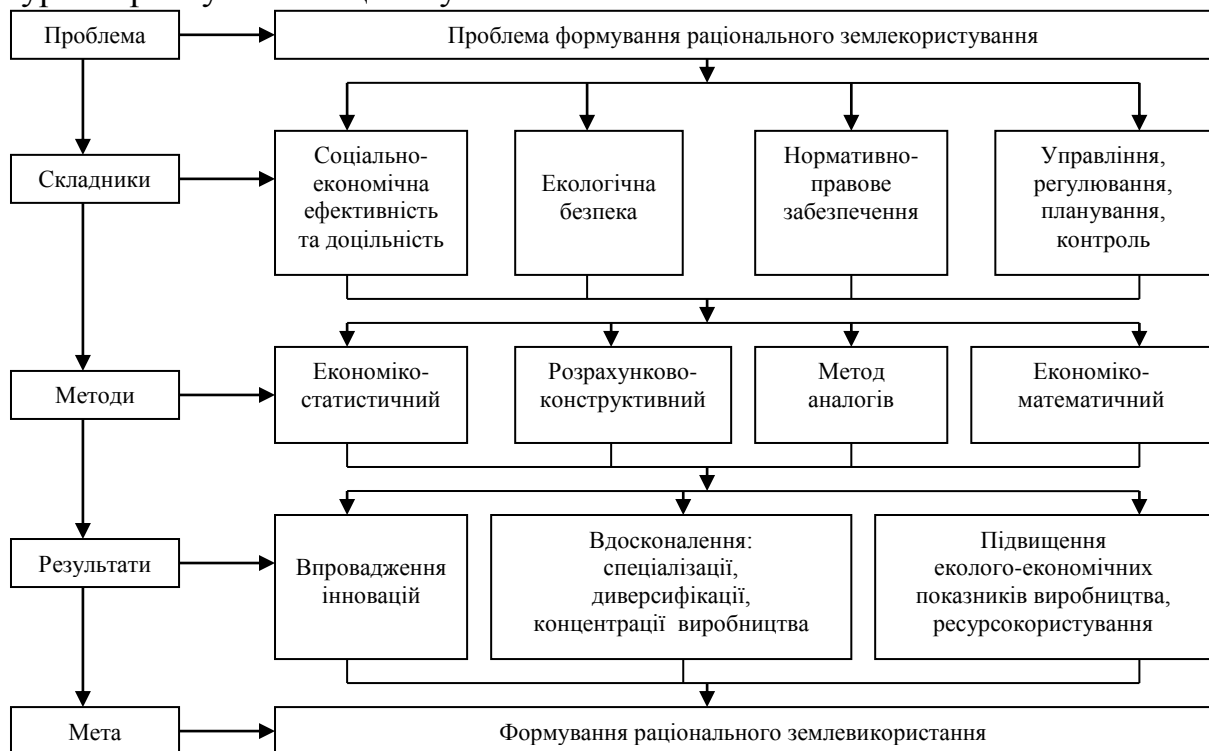 Проблема
Проблема формування раціонального землекористування
Складники
Соціально-
економічна
ефективність
та доцільність
Екологічна
безпека
Нормативно-
правове
забезпечення
Управління,
регулювання,
планування,
контроль
Методи
Економіко-
статистичний
Розрахунково-
конструктивний
Метод
аналогів
Економіко-
математичний
Результати
Впровадження
інновацій
Вдосконалення:
спеціалізації,
диверсифікації,
концентрації виробництва
Підвищення
еколого-економічних
показників виробництва,
ресурсокористування
Мета
Формування раціонального землевикористання